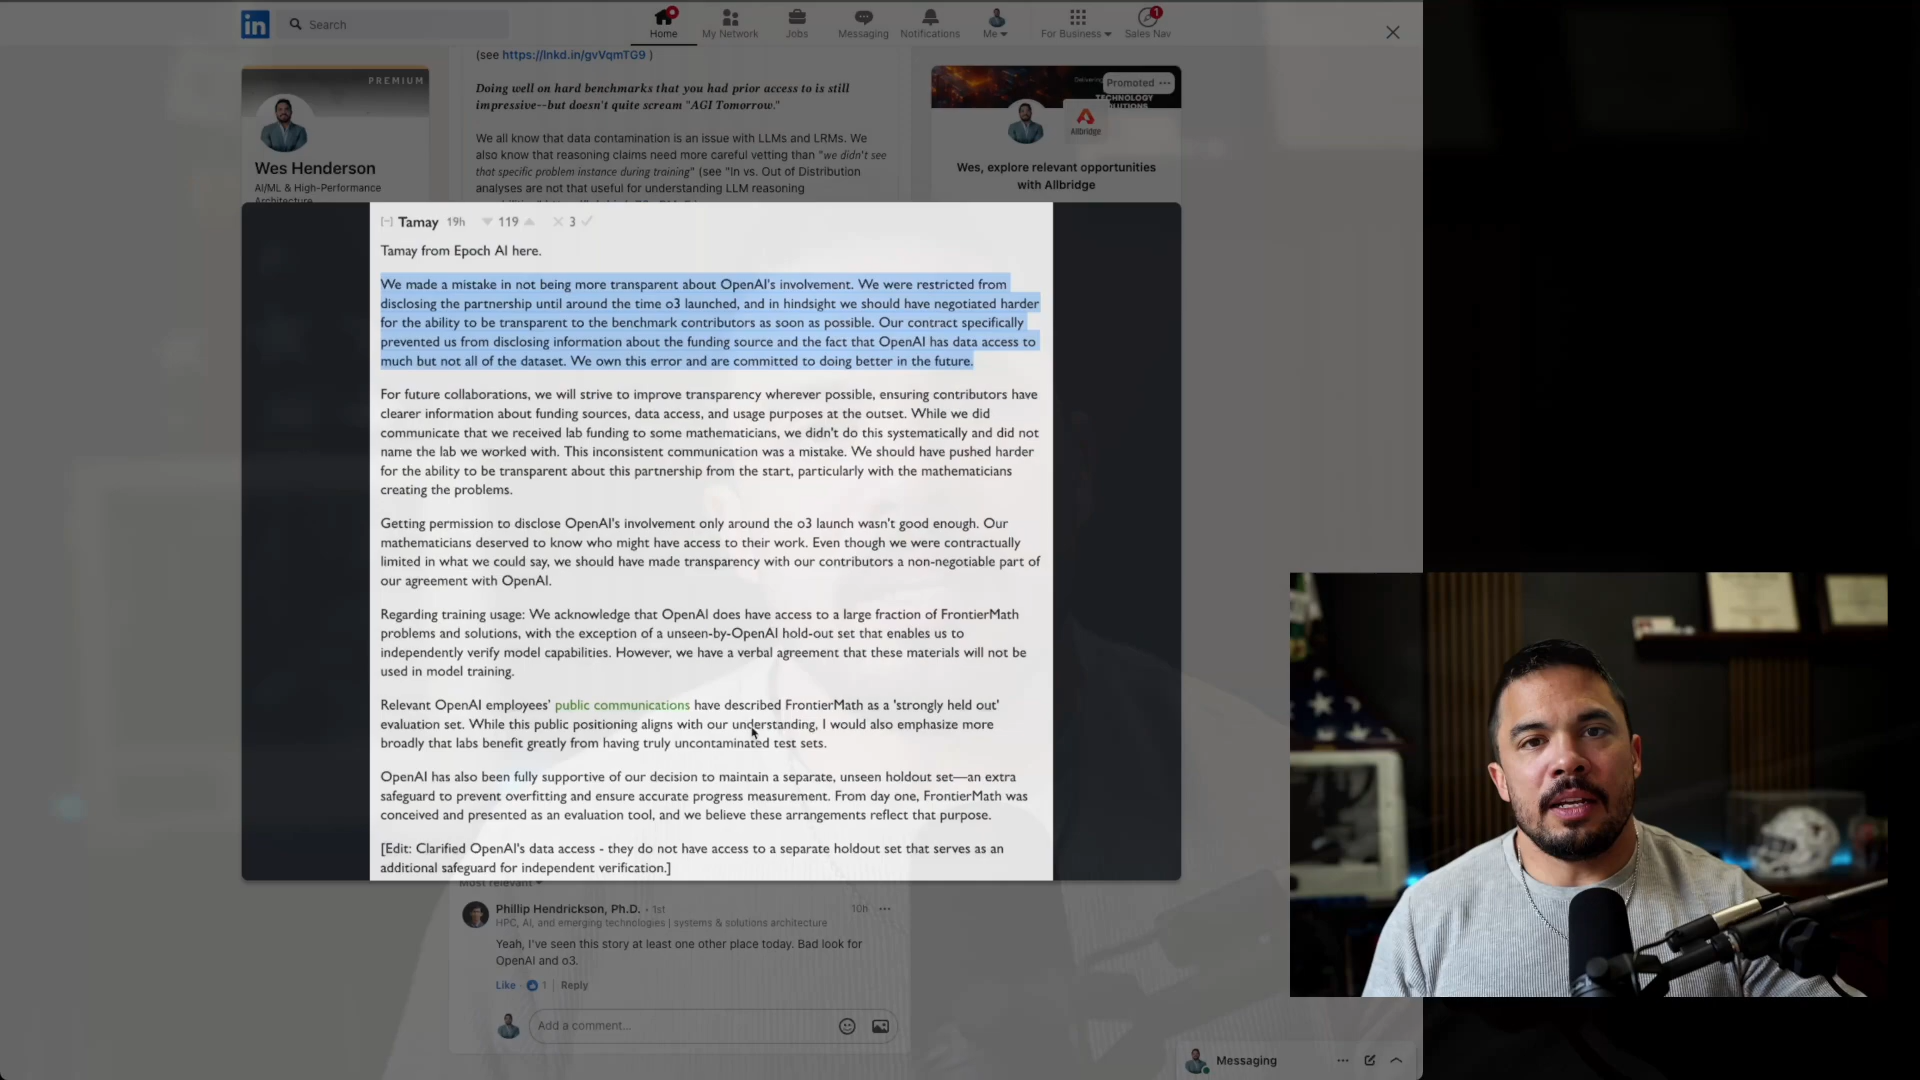 Search
Home
My Network
Jobs
Messaging
Notifications
Me
For Business
Sales Nav
1
in
(see https://lnkd.in/gvVqmTG9 )
Doing well on hard benchmarks that you had prior access to is still
impressive--but doesn't quite scream "AGI Tomorrow."
We all know that data contamination is an issue with LLMs and LRMs. We
also know that reasoning claims need more careful vetting than "we didn't see
that specific problem instance during training" (see "In vs. Out of Distribution
analyses are not that useful for understanding LLM reasoning
PREMIUM
Wes Henderson
AI/ML & High-Performance
Architecture
Promoted
TECHNOLOGY
Allbridge
Wes, explore relevant opportunities
with Allbridge
[-] Tamay 19h 119 3
Tamay from Epoch AI here.
We made a mistake in not being more transparent about OpenAI's involvement. We were restricted from
disclosing the partnership until around the time o3 launched, and in hindsight we should have negotiated harder
for the ability to be transparent to the benchmark contributors as soon as possible. Our contract specifically
prevented us from disclosing information about the funding source and the fact that OpenAI has data access to
much but not all of the dataset. We own this error and are committed to doing better in the future.
For future collaborations, we will strive to improve transparency wherever possible, ensuring contributors have
clearer information about funding sources, data access, and usage purposes at the outset. While we did
communicate that we received lab funding to some mathematicians, we didn't do this systematically and did not
name the lab we worked with. This inconsistent communication was a mistake. We should have pushed harder
for the ability to be transparent about this partnership from the start, particularly with the mathematicians
creating the problems.
Getting permission to disclose OpenAI's involvement only around the o3 launch wasn't good enough. Our
mathematicians deserved to know who might have access to their work. Even though we were contractually
limited in what we could say, we should have made transparency with our contributors a non-negotiable part of
our agreement with OpenAI.
Regarding training usage: We acknowledge that OpenAI does have access to a large fraction of FrontierMath
problems and solutions, with the exception of a unseen-by-OpenAI hold-out set that enables us to
independently verify model capabilities. However, we have a verbal agreement that these materials will not be
used in model training.
Relevant OpenAI employees' public communications have described FrontierMath as a 'strongly held out'
evaluation set. While this public positioning aligns with our understanding, I would also emphasize more
broadly that labs benefit greatly from having truly uncontaminated test sets.
OpenAI has also been fully supportive of our decision to maintain a separate, unseen holdout set—an extra
safeguard to prevent overfitting and ensure accurate progress measurement. From day one, FrontierMath was
conceived and presented as an evaluation tool, and we believe these arrangements reflect that purpose.
[Edit: Clarified OpenAI's data access - they do not have access to a separate holdout set that serves as an
additional safeguard for independent verification.]
Most relevant
Phillip Hendrickson, Ph.D. · 1st
10h
HPC, AI, and emerging technologies | systems & solutions architecture
Yeah, I've seen this story at least one other place today. Bad look for
OpenAI and o3.
Like · 1 | Reply
Add a comment...
Messaging